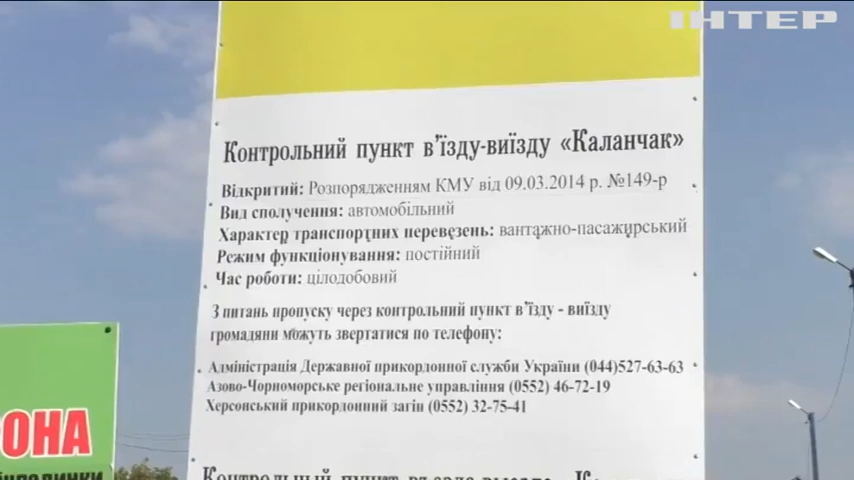 ІНТЕР
Контрольний пункт в'їзду-виїзду «Каланчак»
Відкритий: Розпорядженням КМУ від 09.03.2014 р. №149-р
Вид сполучення: автомобільний
Характер транспортних перевезень: вантажно-пасажирський
Режим функціонування: постійний
Час роботи: цілодобовий
З питань пропуску через контрольний пункт в'їзду - виїзду
громадяни можуть звертатися по телефону:
Адміністрація Державної прикордонної служби України (044)527-63-63
Азово-Чорноморське регіональне управління (0552) 46-72-19
Херсонський прикордонний загін (0552) 32-75-41
Контрольный пункт
ОНА